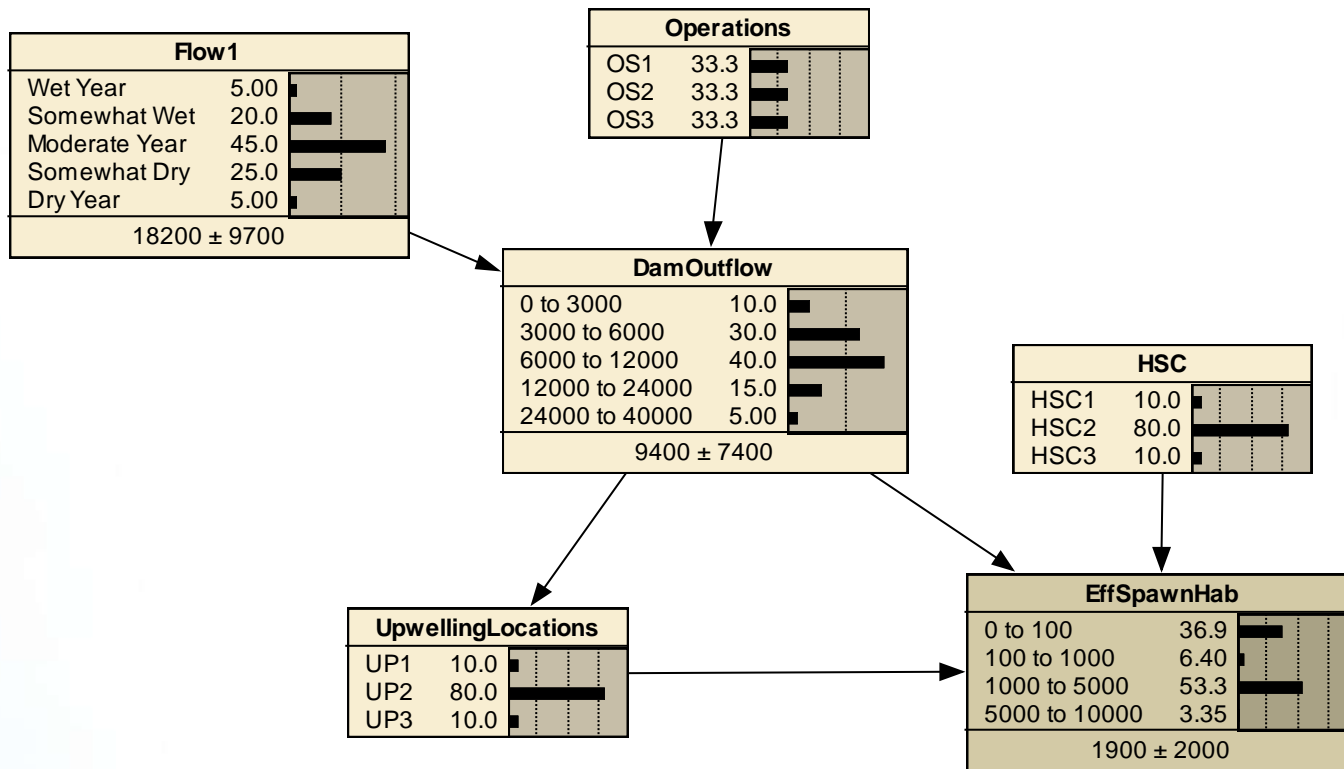 Flow1
Wet Year 5.00
Somewhat Wet 20.0
Moderate Year 45.0
Somewhat Dry 25.0
Dry Year 5.00
18200 ± 9700
Operations
OS1 33.3
OS2 33.3
OS3 33.3
DamOutflow
0 to 3000 10.0
3000 to 6000 30.0
6000 to 12000 40.0
12000 to 24000 15.0
24000 to 40000 5.00
9400 ± 7400
HSC
HSC1 10.0
HSC2 80.0
HSC3 10.0
UpwellingLocations
UP1 10.0
UP2 80.0
UP3 10.0
EffSpawnHab
0 to 100 36.9
100 to 1000 6.40
1000 to 5000 53.3
5000 to 10000 3.35
1900 ± 2000